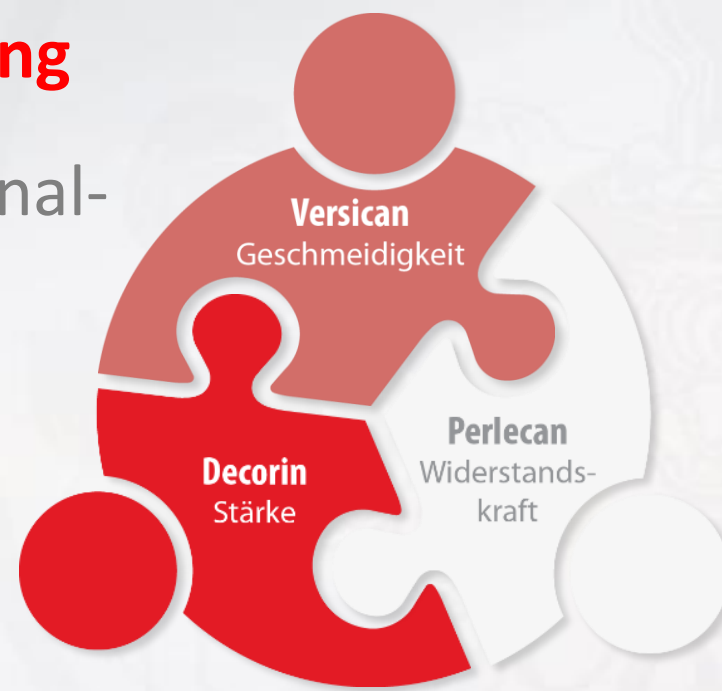 ng
nal-
Versican
Geschmeidigkeit
Perlecan
Widerstands-
kraft
Decorin
Stärke